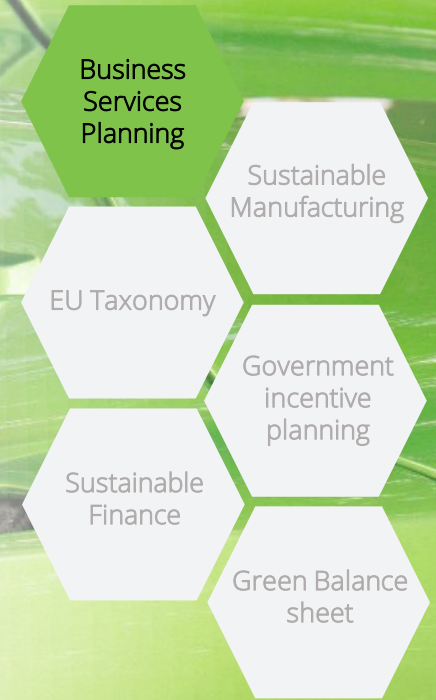 Business
Services
Planning
Sustainable
Manufacturing
EU Taxonomy
Government
incentive
planning
Sustainable
Finance
Green Balance
sheet